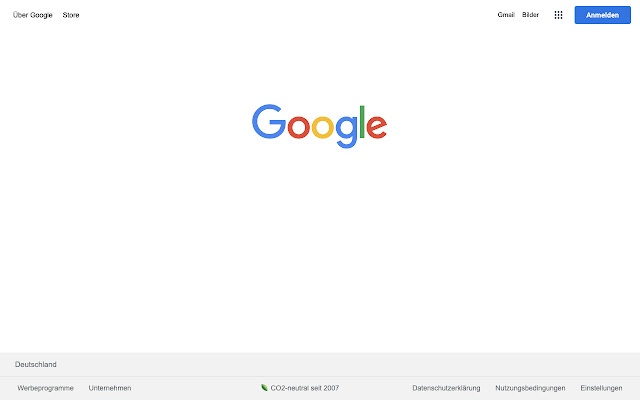 Über Google Store Gmail Bilder Anmelden
Google
Deutschland
Werbeprogramme Unternehmen CO2-neutral seit 2007 Datenschutzerklärung Nutzungsbedingungen Einstellungen